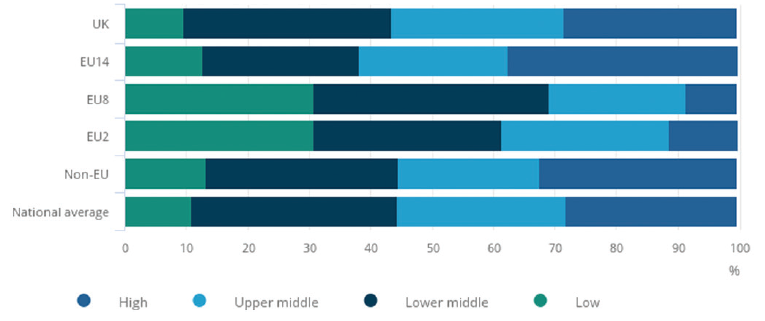 UK
EU14
EU8
EU2
Non-EU
National average
0 10 20 30 40 50 60 70 80 90 100
%
High Upper middle Lower middle Low